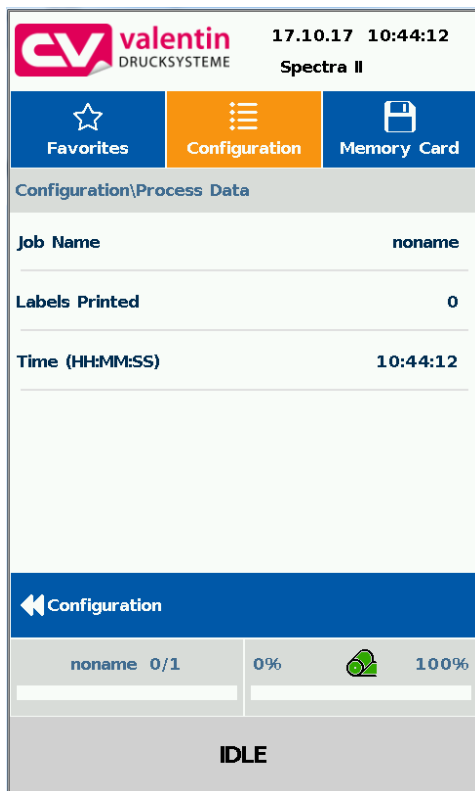 CV valentin 17.10.17 10:44:12
DRUCKSYSTEME Spectra II
Favorites Configuration Memory Card
Configuration\Process Data
Job Name noname
Labels Printed 0
Time (HH:MM:SS) 10:44:12
Configuration
noname 0/1 0% 100%
IDLE